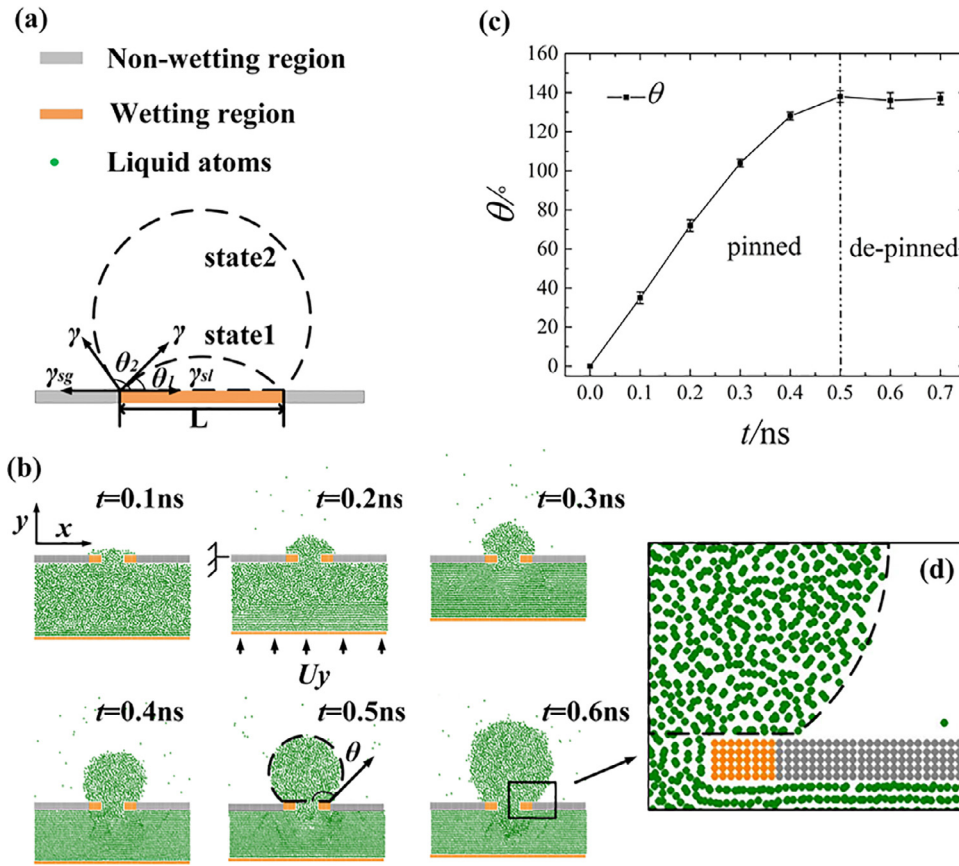 (a)
Non-wetting region
Wetting region
Liquid atoms
state2
state1
γ
γ
θ2
θ1
γsg
γsl
L
(c)
160
140
120
100
80
60
40
20
0
θ/°
θ
pinned
de-pinned
0.0 0.1 0.2 0.3 0.4 0.5 0.6 0.7
t/ns
(b)
y
x
t=0.1ns
t=0.2ns
t=0.3ns
Uy
t=0.4ns
t=0.5ns
θ
t=0.6ns
(d)